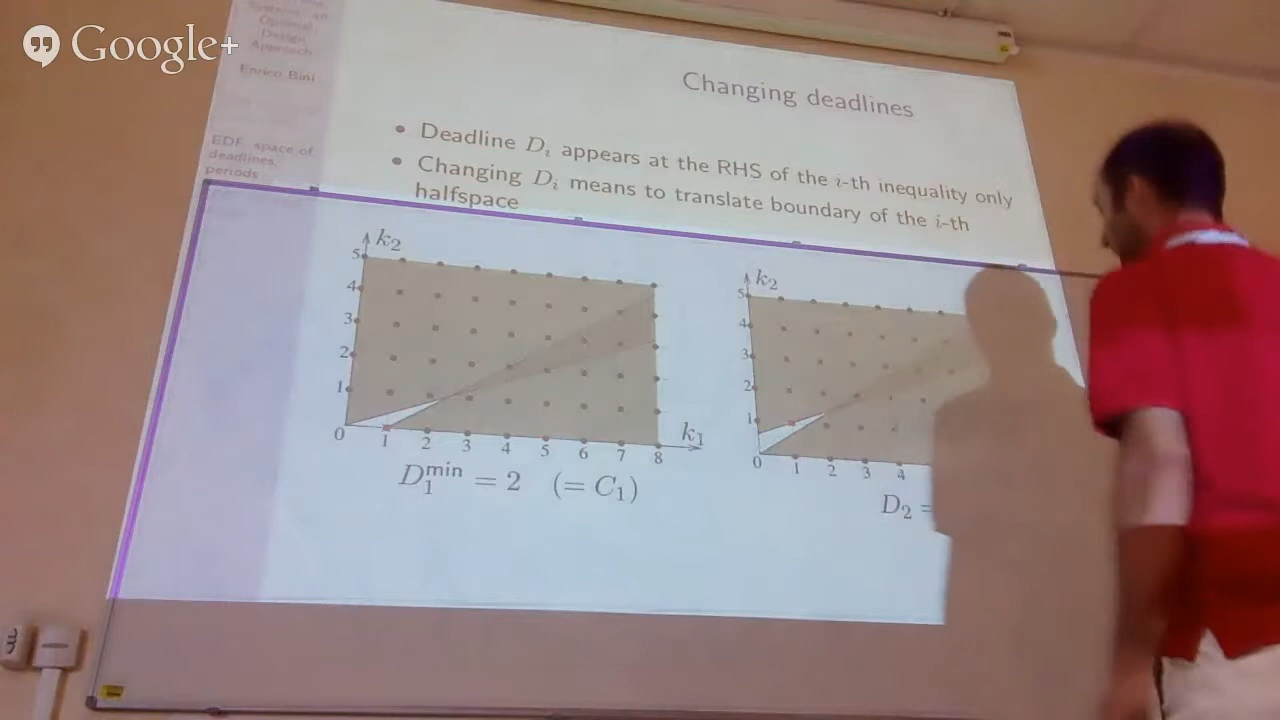 Google+
Optimal
Design
Approach
Enrico Bini
EDF: space of
deadlines,
periods
Changing deadlines
• Deadline Dᵢ appears at the RHS of the i-th inequality only
• Changing Dᵢ means to translate boundary of the i-th
halfspace
k₂
5
4
3
2
1
0 1 2 3 4 5 6 7 8
k₁
D₁ᵐⁱⁿ = 2 (= C₁)
k₂
5
4
3
2
1
0 1 2 3 4
D₂ =